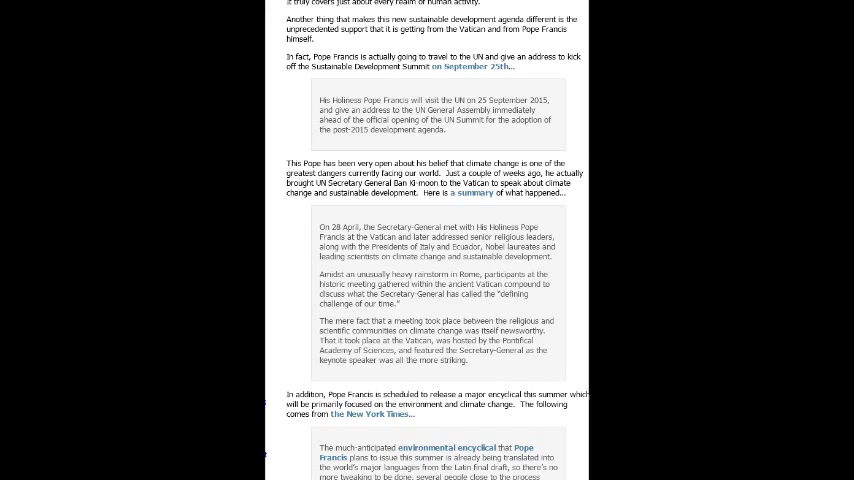 It truly covers just about every realm of human activity.
Another thing that makes this new sustainable development agenda different is the
unprecedented support that it is getting from the Vatican and from Pope Francis
himself.
In fact, Pope Francis is actually going to travel to the UN and give an address to kick
off the Sustainable Development Summit on September 25th…
His Holiness Pope Francis will visit the UN on 25 September 2015,
and give an address to the UN General Assembly immediately
ahead of the official opening of the UN Summit for the adoption of
the post-2015 development agenda.
This Pope has been very open about his belief that climate change is one of the
greatest dangers currently facing our world.  Just a couple of weeks ago, he actually
brought UN Secretary General Ban Ki-moon to the Vatican to speak about climate
change and sustainable development.  Here is a summary of what happened…
On 28 April, the Secretary-General met with His Holiness Pope
Francis at the Vatican and later addressed senior religious leaders,
along with the Presidents of Italy and Ecuador, Nobel laureates and
leading scientists on climate change and sustainable development.
Amidst an unusually heavy rainstorm in Rome, participants at the
historic meeting gathered within the ancient Vatican compound to
discuss what the Secretary-General has called the “defining
challenge of our time.”
The mere fact that a meeting took place between the religious and
scientific communities on climate change was itself newsworthy.
That it took place at the Vatican, was hosted by the Pontifical
Academy of Sciences, and featured the Secretary-General as the
keynote speaker was all the more striking.
In addition, Pope Francis is scheduled to release a major encyclical this summer which
will be primarily focused on the environment and climate change.  The following
comes from the New York Times…
The much-anticipated environmental encyclical that Pope
Francis plans to issue this summer is already being translated into
the world’s major languages from the Latin final draft, so there’s no
more tweaking to be done, several people close to the process